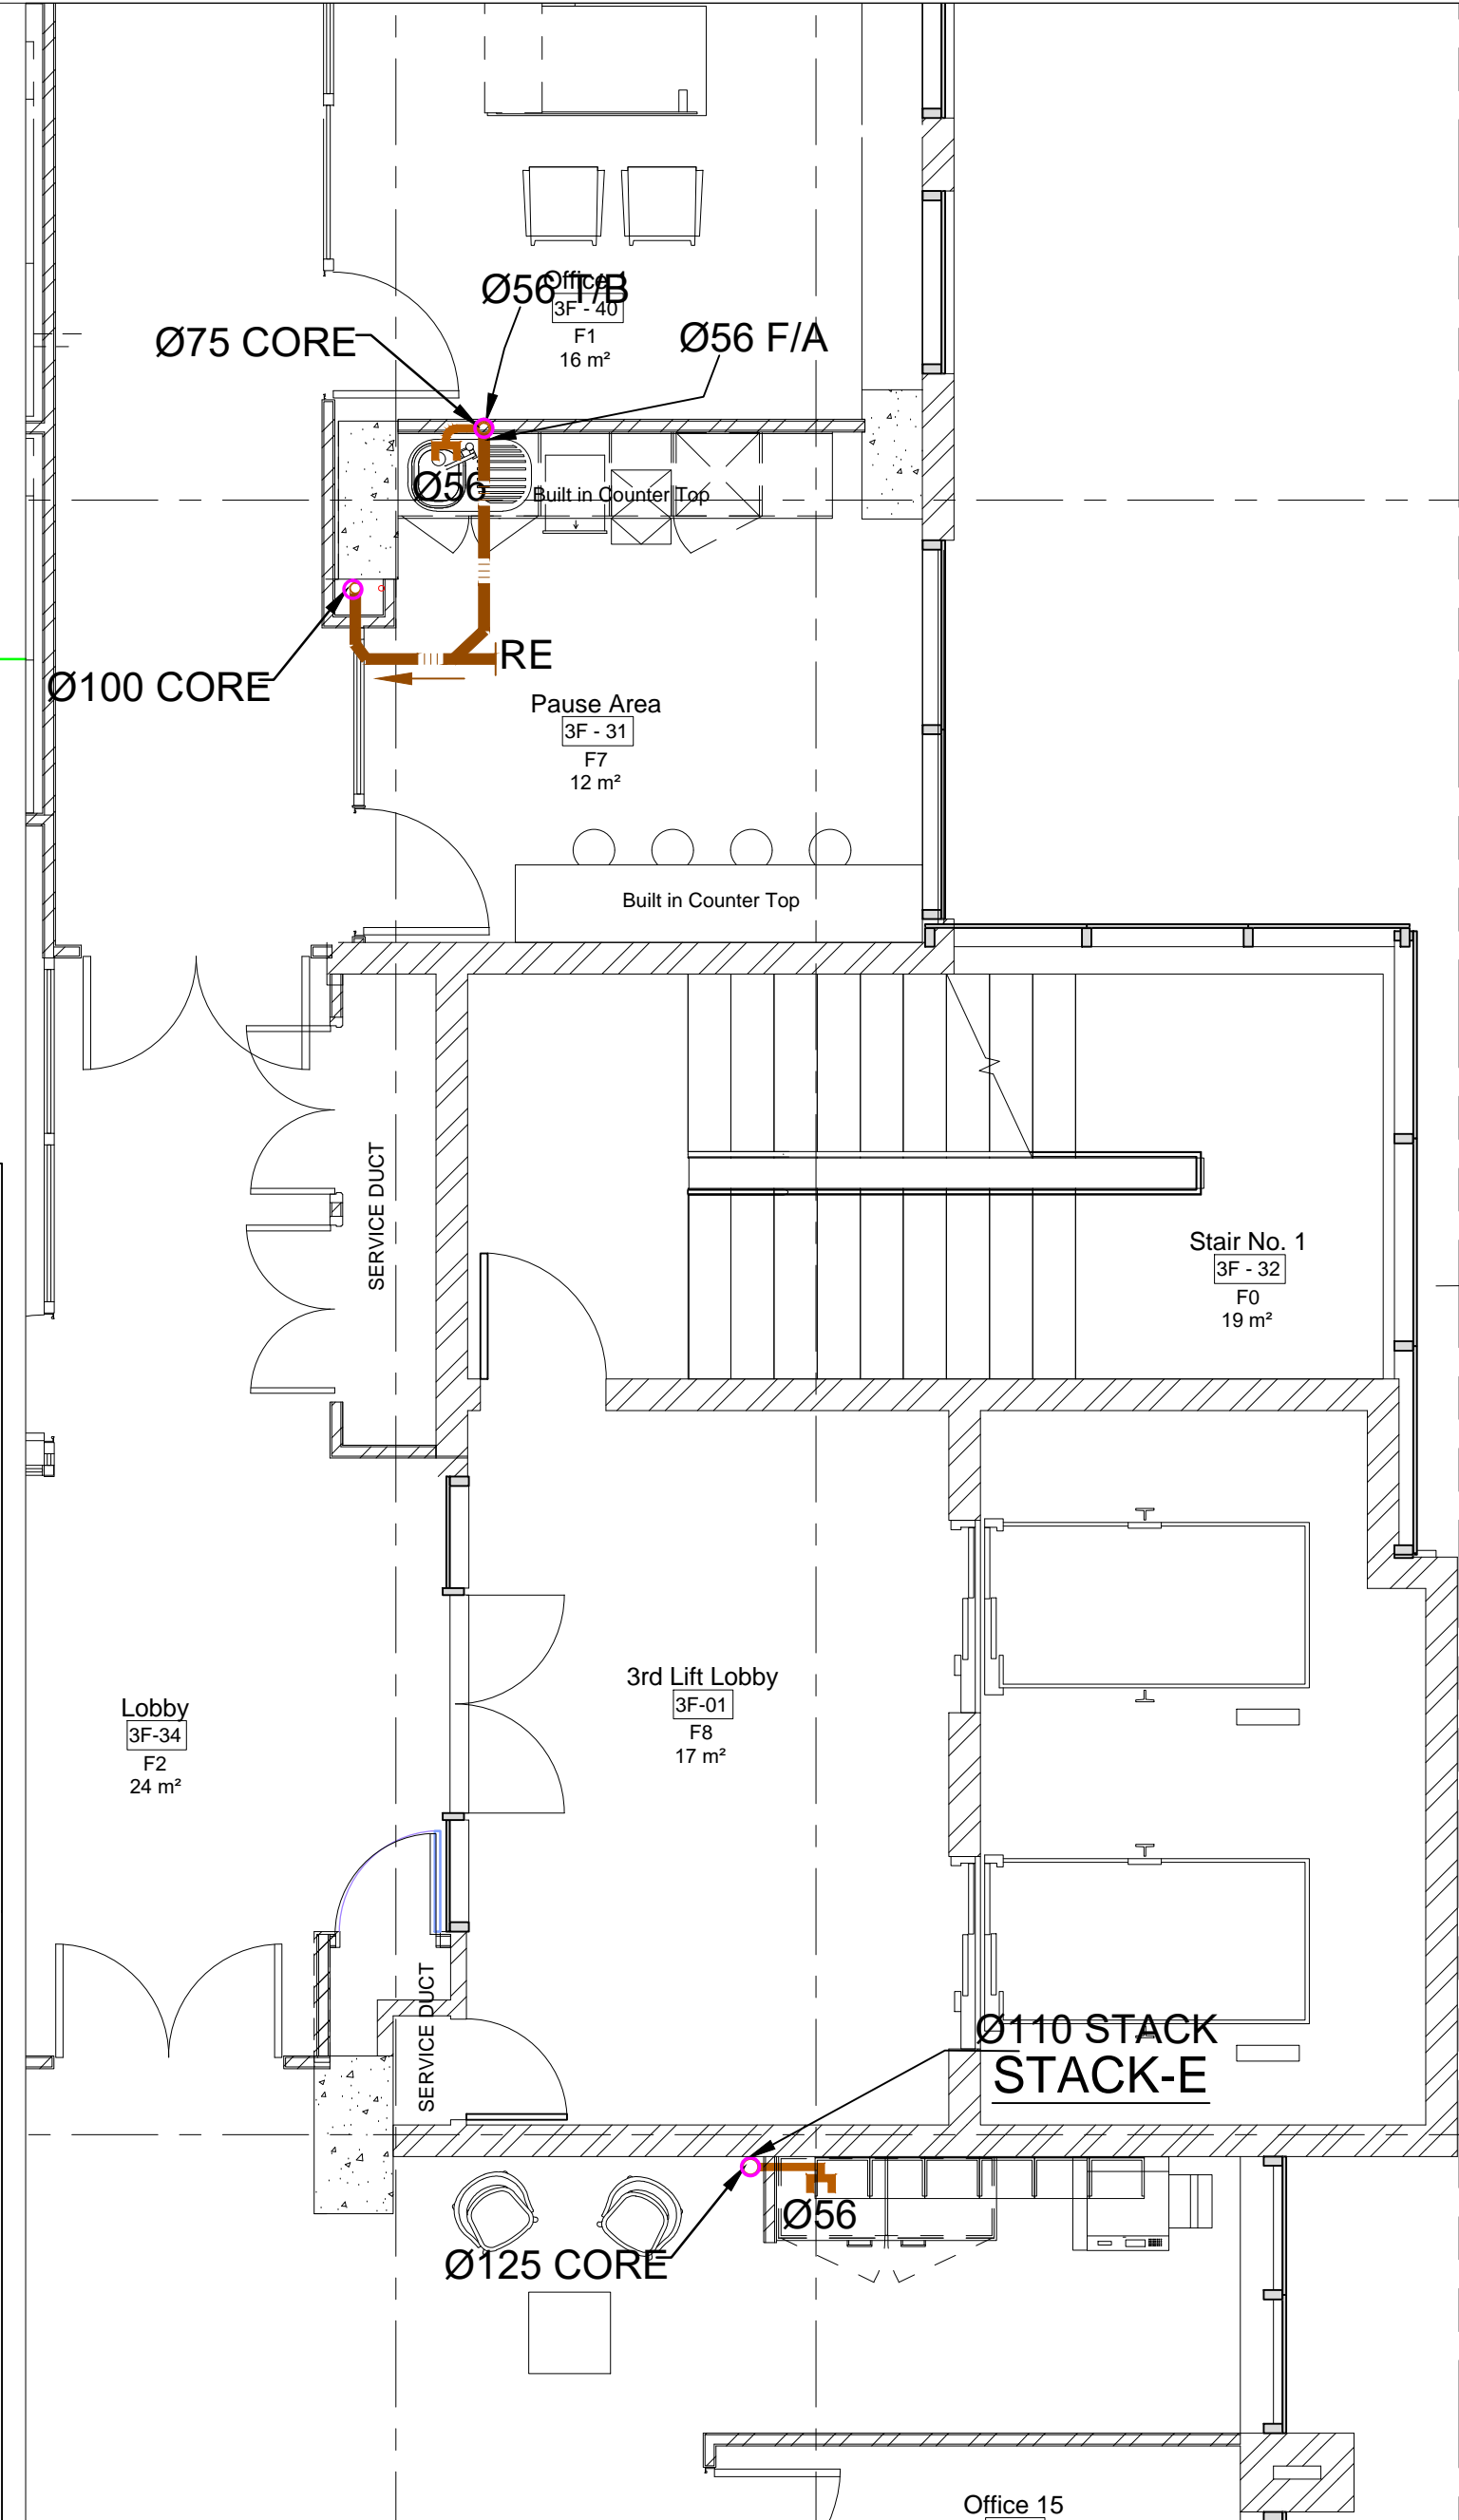 Office 1
Ø56 T/B
3F - 40
F1
16 m²
Ø75 CORE
Ø56 F/A
Ø56
Built in Counter Top
RE
Ø100 CORE
Pause Area
3F - 31
F7
12 m²
Built in Counter Top
SERVICE DUCT
Stair No. 1
3F - 32
F0
19 m²
3rd Lift Lobby
3F-01
F8
17 m²
Lobby
3F-34
F2
24 m²
SERVICE DUCT
Ø110 STACK
STACK-E
Ø56
Ø125 CORE
Office 15